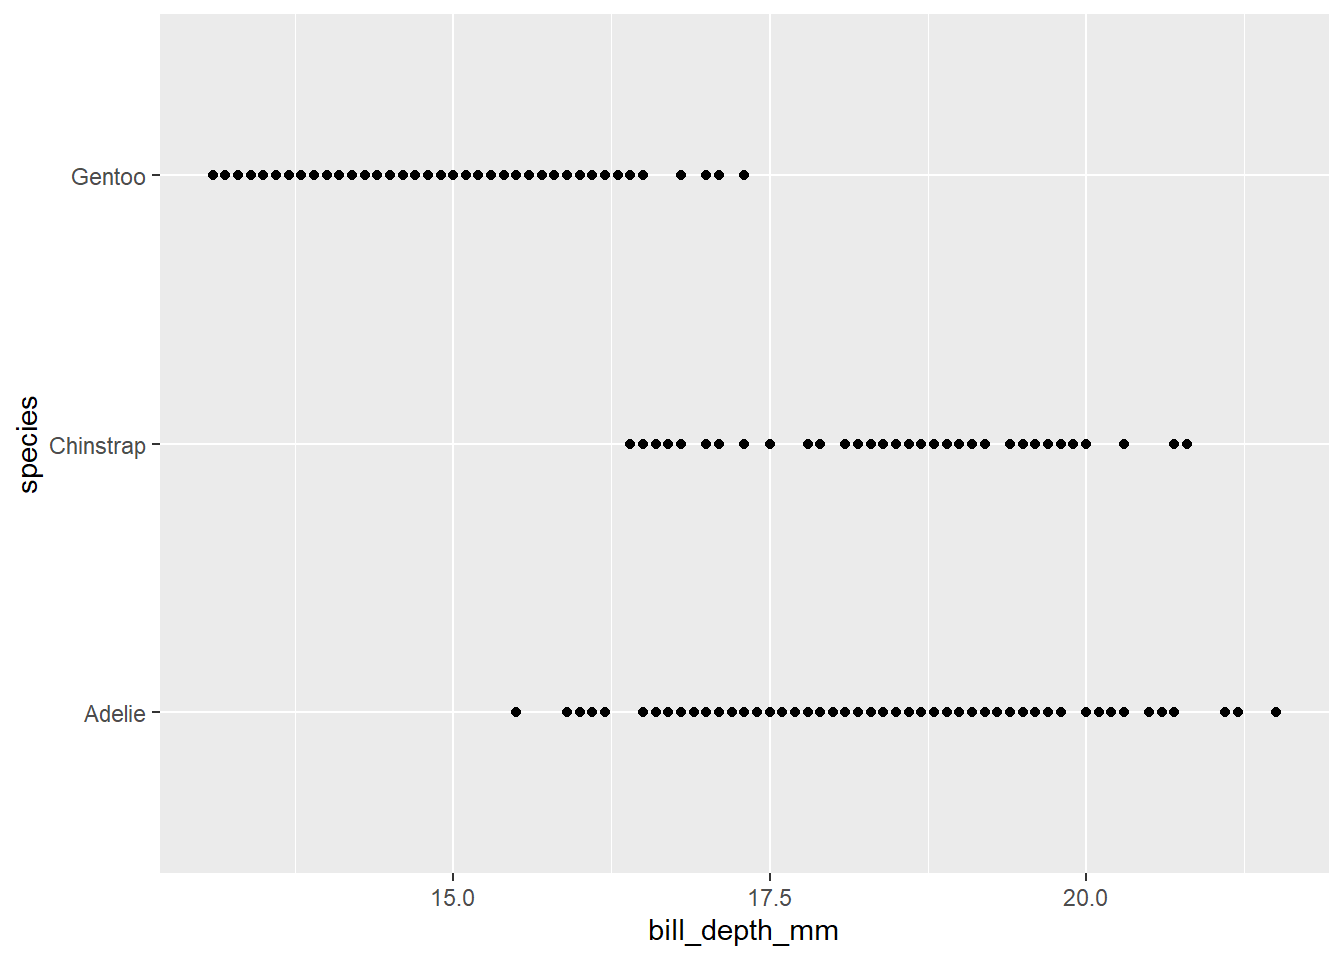 Gentoo
Chinstrap
Adelie
species
15.0 17.5 20.0
bill_depth_mm